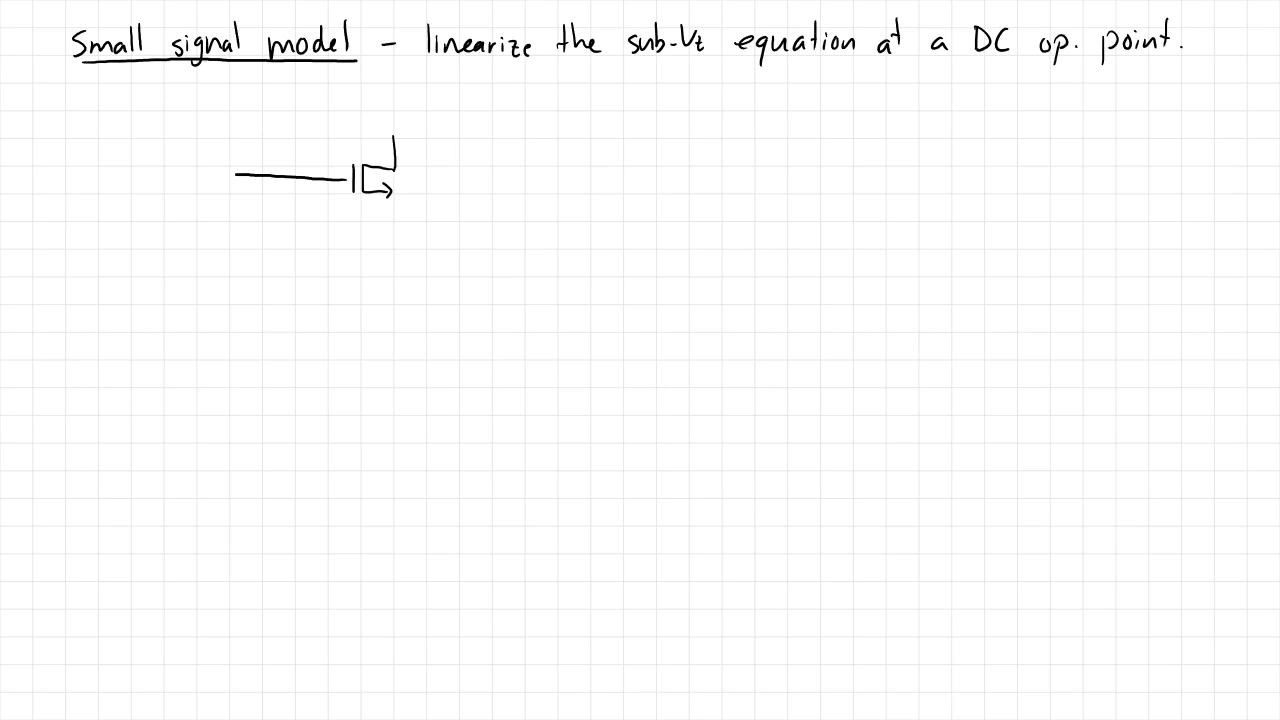 Small signal model - linearize the sub-Vt equation at a DC op. point.